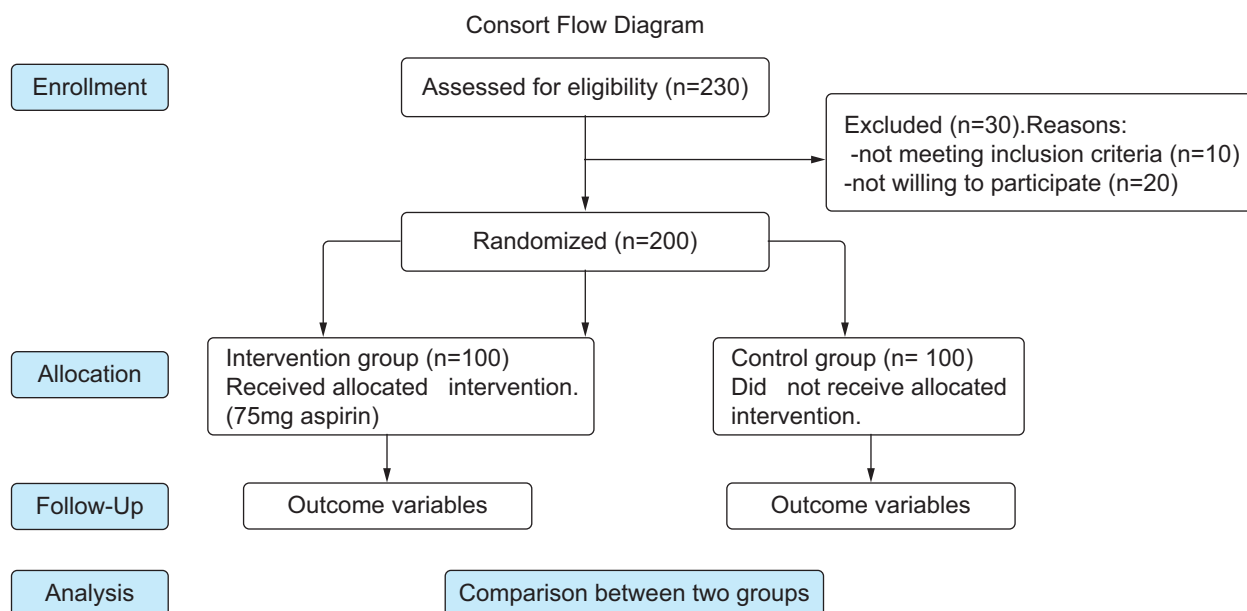 Consort Flow Diagram
Enrollment
Assessed for eligibility (n=230)
Excluded (n=30).Reasons:
-not meeting inclusion criteria (n=10)
-not willing to participate (n=20)
Randomized (n=200)
Allocation
Intervention group (n=100)
Received allocated intervention.
(75mg aspirin)
Control group (n= 100)
Did not receive allocated
intervention.
Follow-Up
Outcome variables
Outcome variables
Analysis
Comparison between two groups